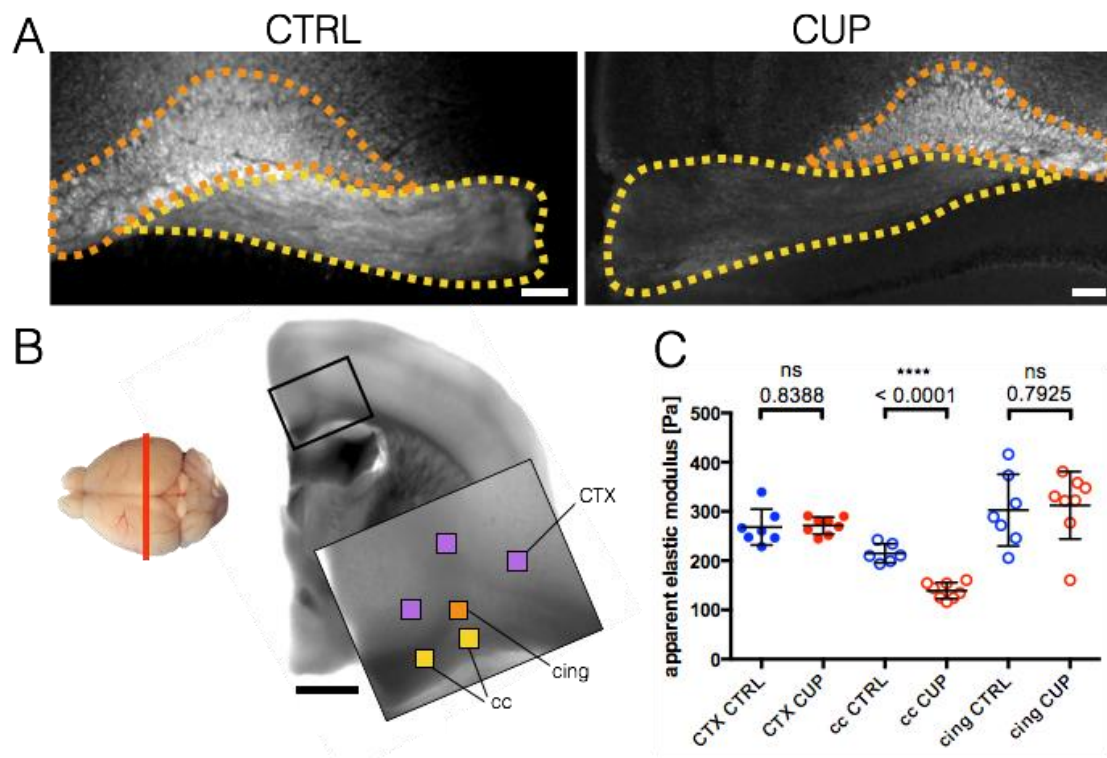 A
CTRL
CUP
B
CTX
cing
cc
C
ns
0.8388
****
< 0.0001
ns
0.7925
apparent elastic modulus [Pa]
500
400
300
200
100
0
CTX CTRL
CTX CUP
cc CTRL
cc CUP
cing CTRL
cing CUP